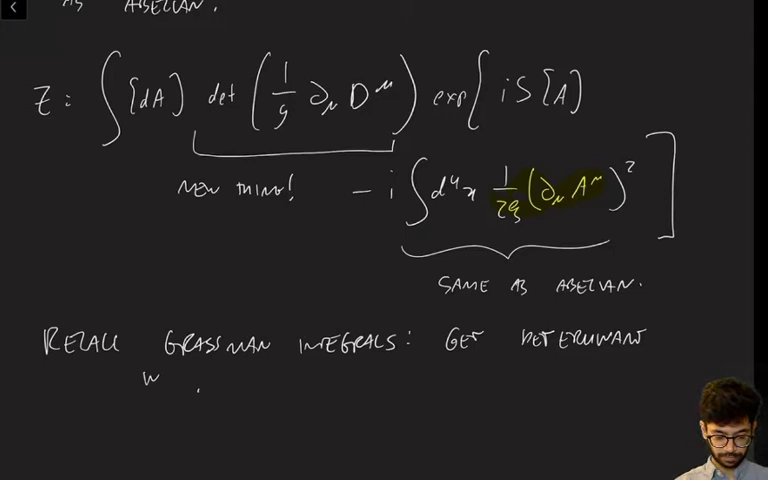 AS ABELIAN.
Z = ∫[dA] det(1/g ∂_μ D^μ) exp[iS[A]
NEW THING! - i∫d⁴x 1/2ξ (∂_μ A^μ)²]
SAME AS ABELIAN.
RECALL GRASSMAN INTEGRALS: GET DETERMINANT
W